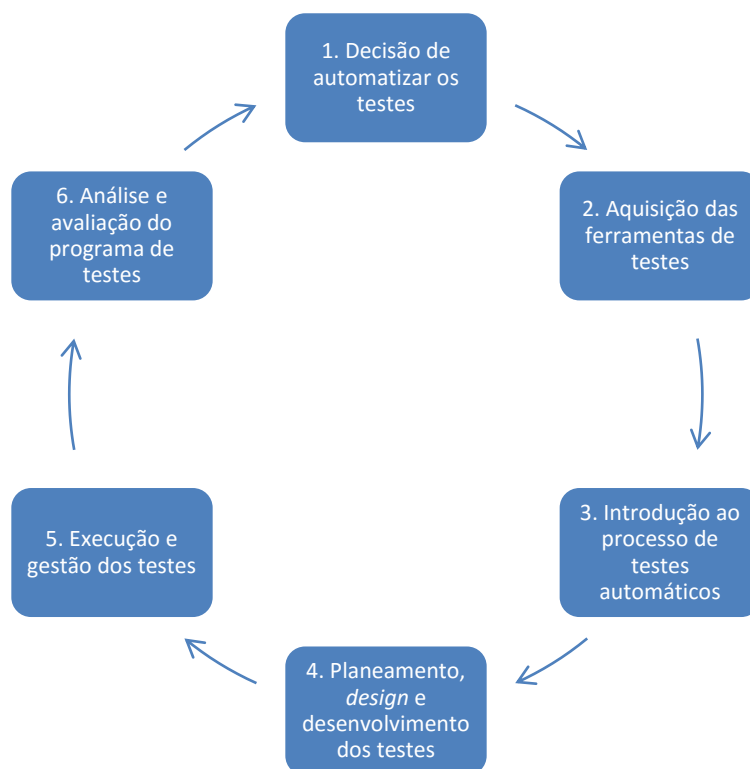 1. Decisão de
automatizar os
testes
2. Aquisição das
ferramentas de
testes
3. Introdução ao
processo de
testes
automáticos
4. Planeamento,
design e
desenvolvimento
dos testes
5. Execução e
gestão dos testes
6. Análise e
avaliação do
programa de
testes